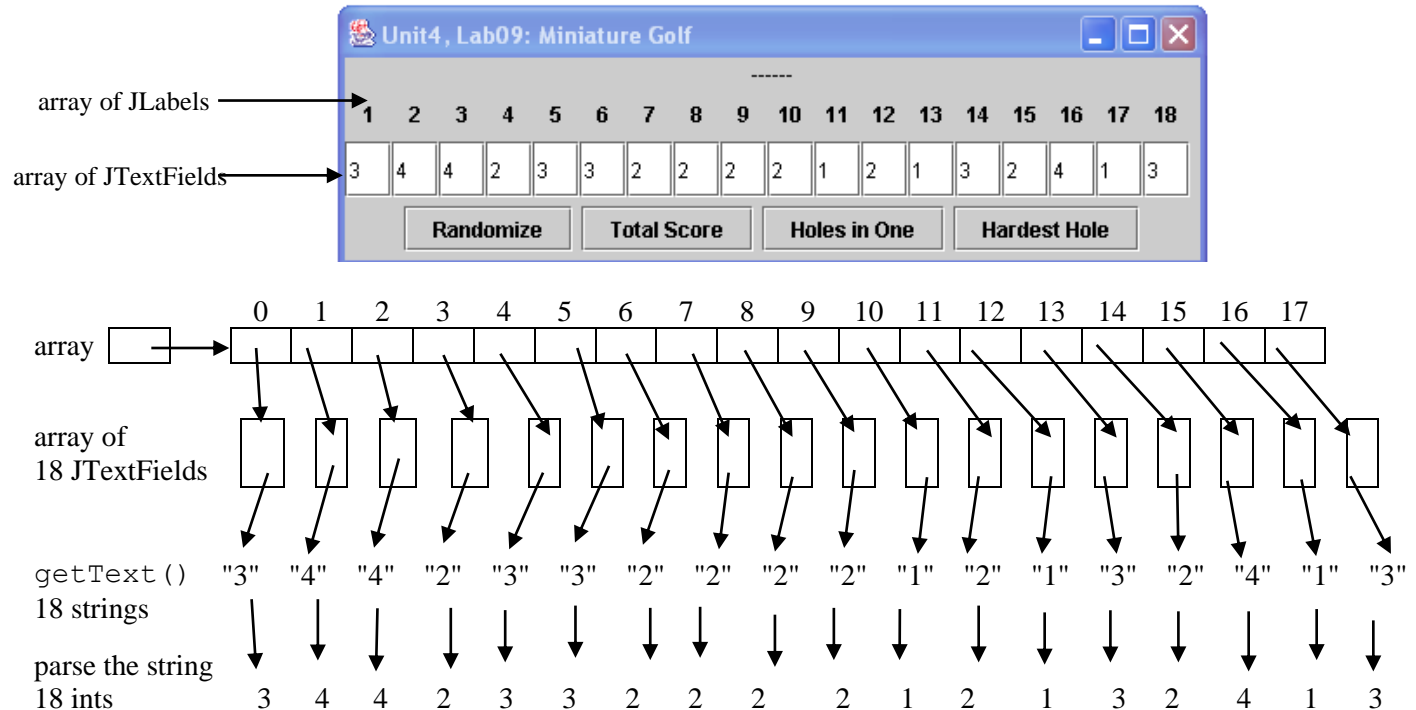 Unit4, Lab09: Miniature Golf
------
array of JLabels
1 2 3 4 5 6 7 8 9 10 11 12 13 14 15 16 17 18
array of JTextFields
3 4 4 2 3 3 2 2 2 2 1 2 1 3 2 4 1 3
Randomize Total Score Holes in One Hardest Hole
0 1 2 3 4 5 6 7 8 9 10 11 12 13 14 15 16 17
array
array of
18 JTextFields
getText() "3" "4" "4" "2" "3" "3" "2" "2" "2" "2" "1" "2" "1" "3" "2" "4" "1" "3"
18 strings
parse the string
18 ints 3 4 4 2 3 3 2 2 2 2 1 2 1 3 2 4 1 3